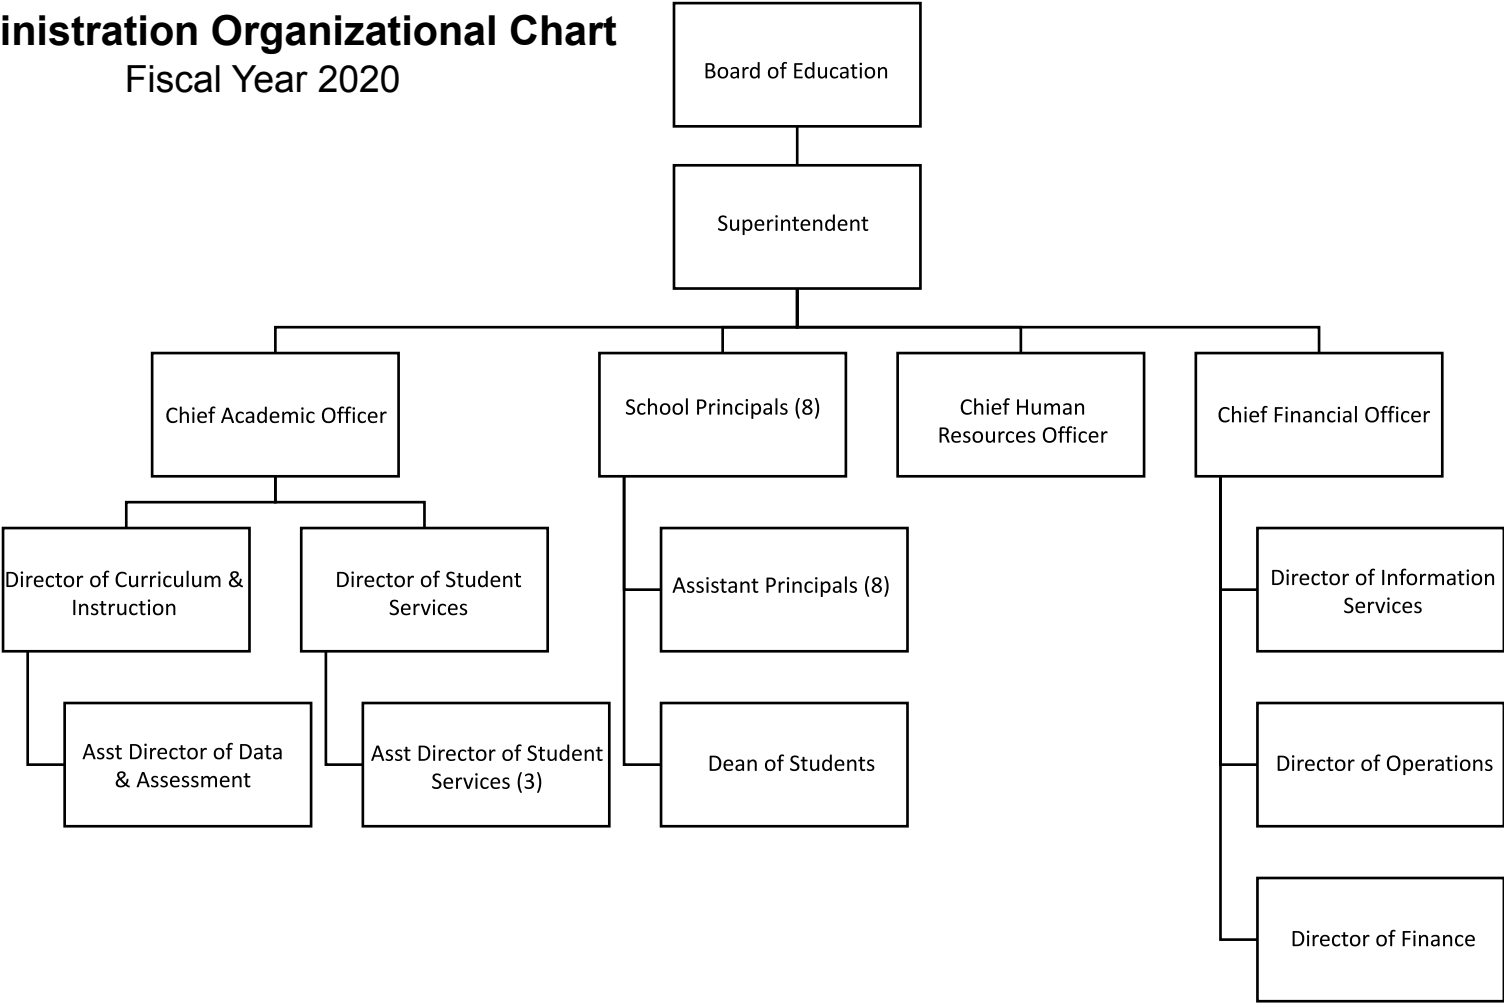 inistration Organizational Chart
Fiscal Year 2020
Board of Education
Superintendent
Chief Academic Officer
School Principals (8)
Chief Human
Resources Officer
Chief Financial Officer
Director of Curriculum &
Instruction
Director of Student
Services
Assistant Principals (8)
Director of Information
Services
Asst Director of Data
& Assessment
Asst Director of Student
Services (3)
Dean of Students
Director of Operations
Director of Finance